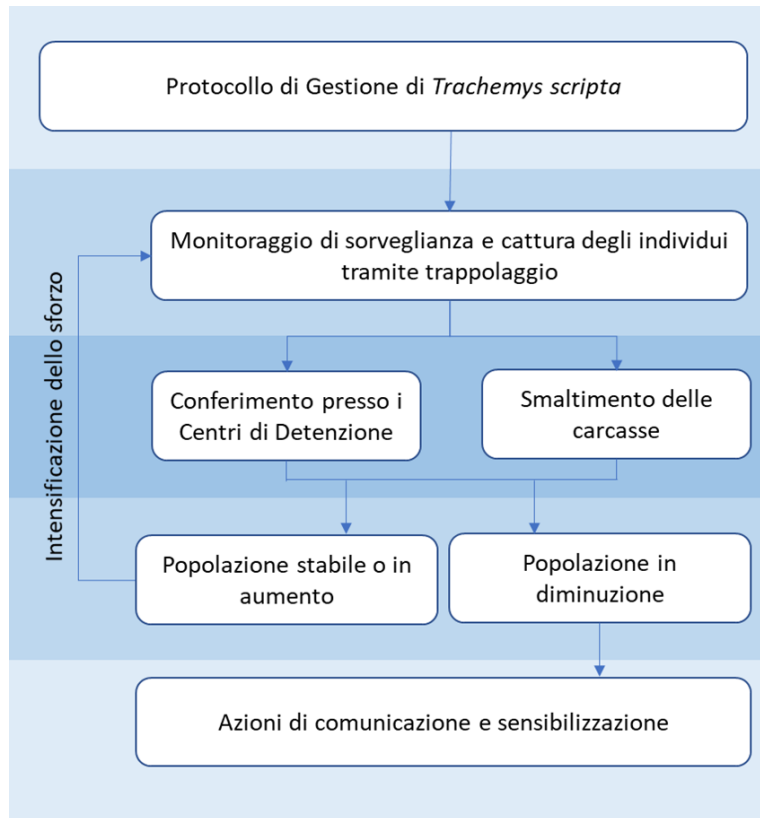 Protocollo di Gestione di Trachemys scripta
Monitoraggio di sorveglianza e cattura degli individui
tramite trappolaggio
Intensificazione dello sforzo
Conferimento presso i
Centri di Detenzione
Smaltimento delle
carcasse
Popolazione stabile o in
aumento
Popolazione in
diminuzione
Azioni di comunicazione e sensibilizzazione